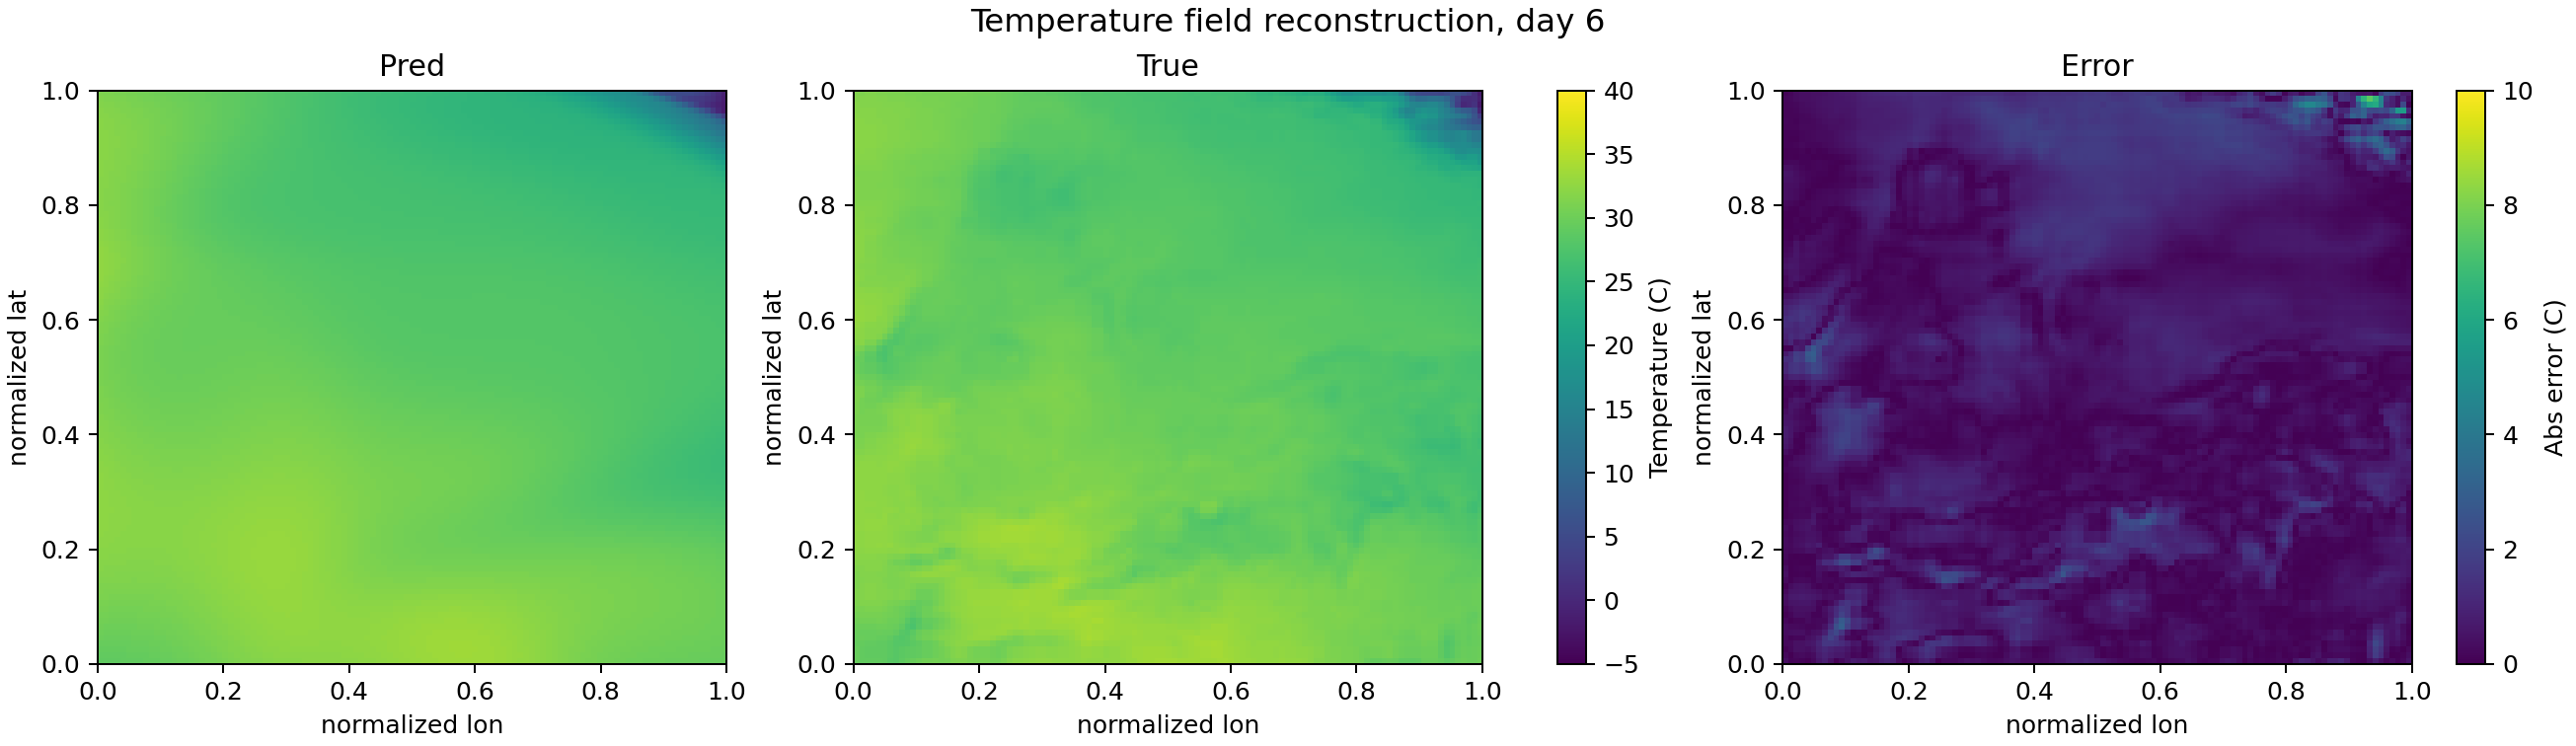 Temperature field reconstruction, day 6
Pred
1.0
0.8
0.6
0.4
0.2
0.0
normalized lat
0.0 0.2 0.4 0.6 0.8 1.0
normalized lon
True
1.0
0.8
0.6
0.4
0.2
0.0
normalized lat
0.0 0.2 0.4 0.6 0.8 1.0
normalized lon
40
35
30
25
20
15
10
5
0
−5
Temperature (C)
Error
1.0
0.8
0.6
0.4
0.2
0.0
normalized lat
0.0 0.2 0.4 0.6 0.8 1.0
normalized lon
10
8
6
4
2
0
Abs error (C)